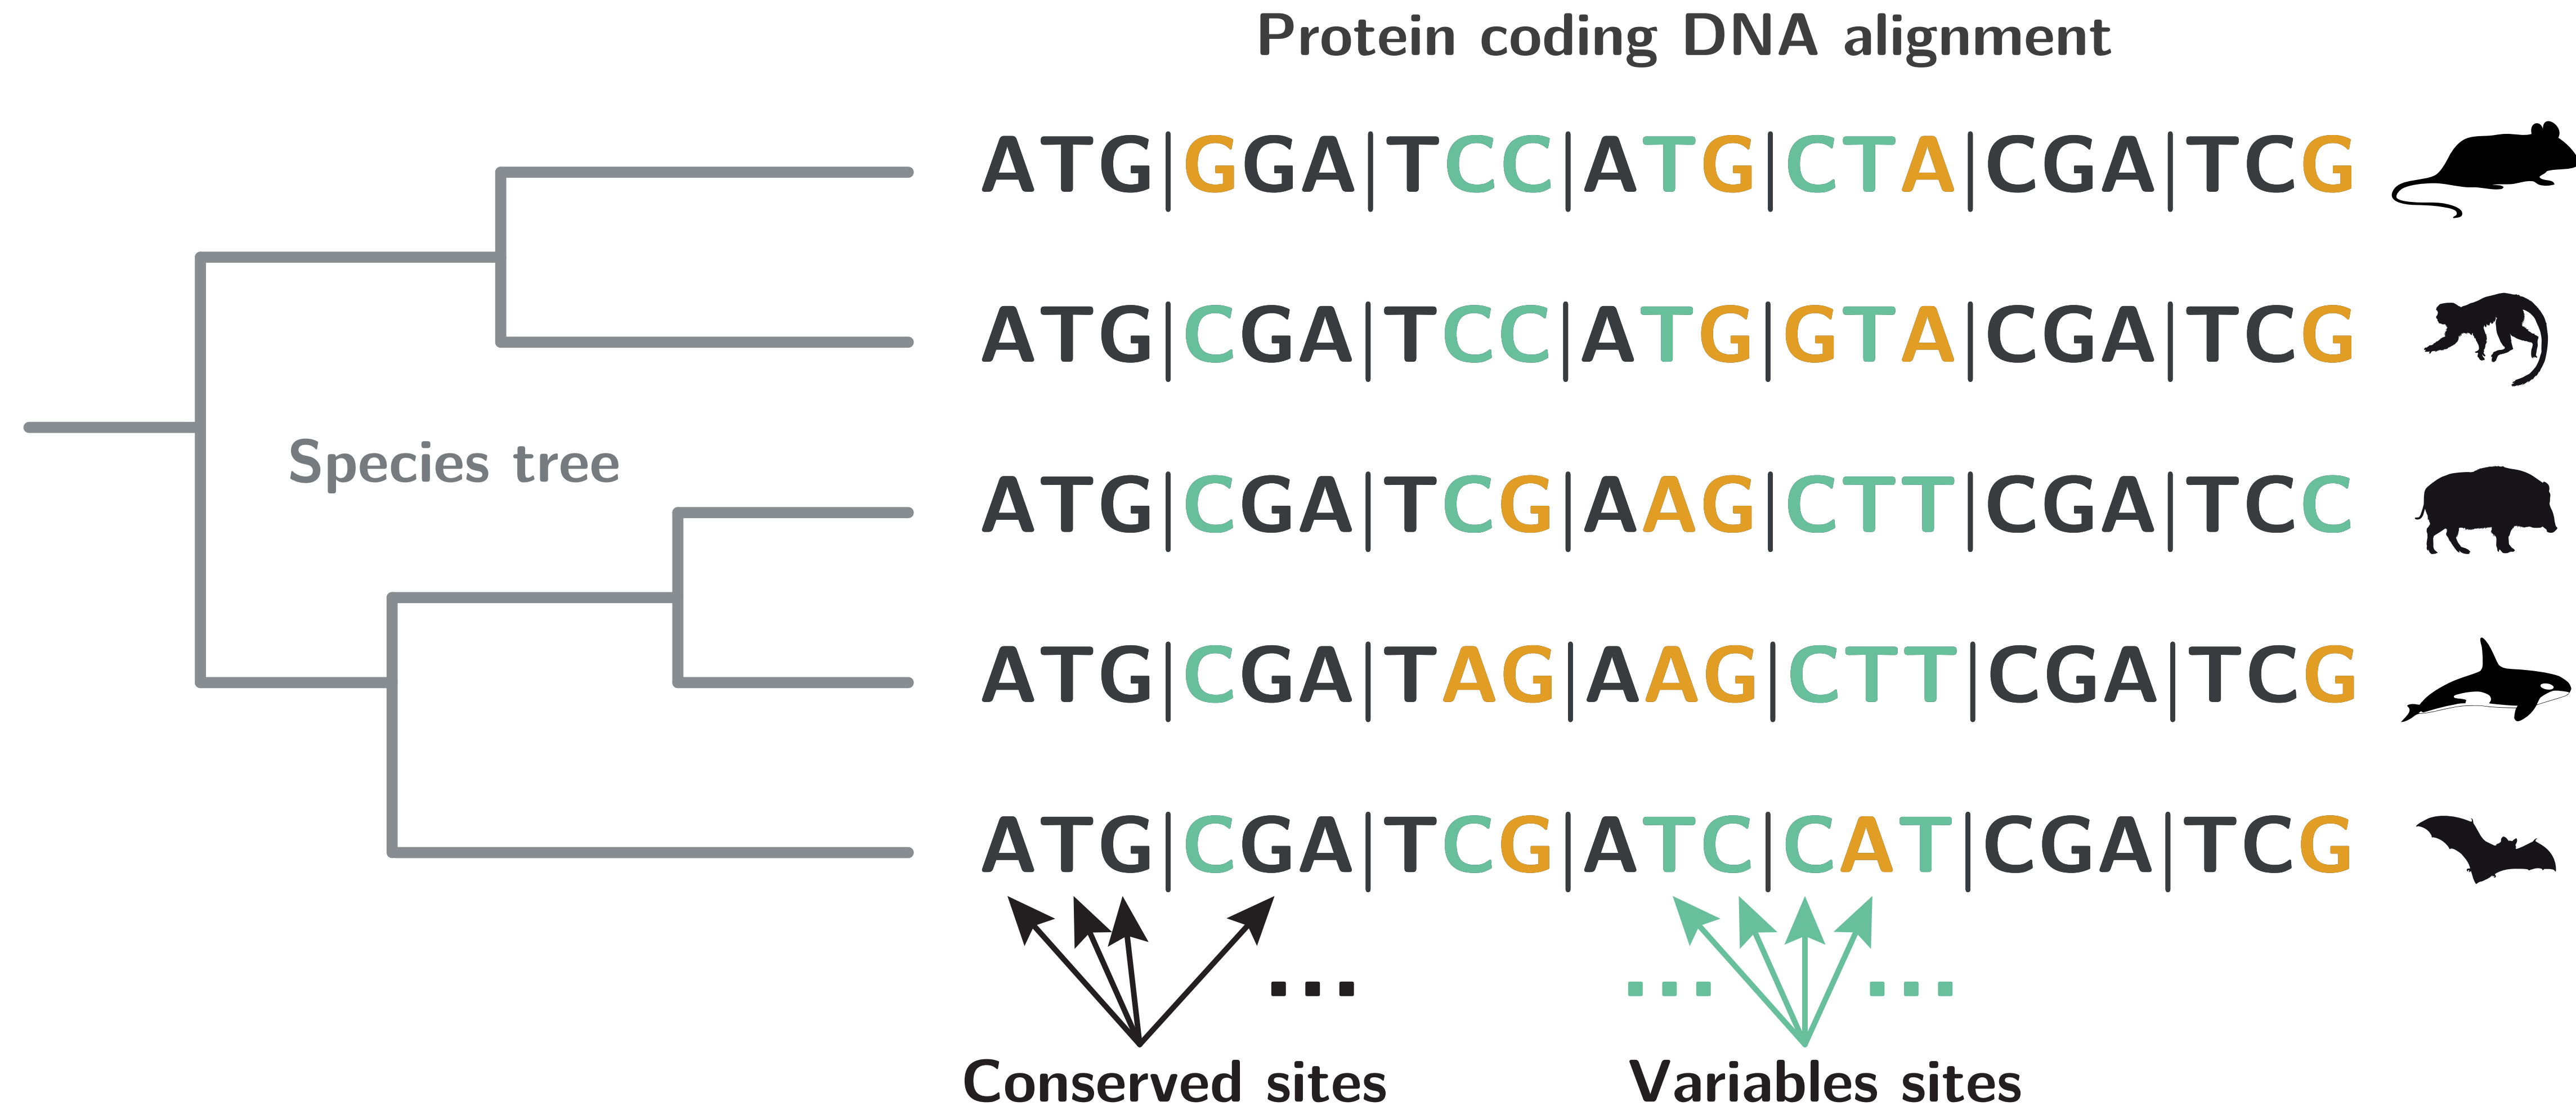 Protein coding DNA alignment
ATG|GGA|TCC|ATG|CTA|CGA|TCG
ATG|CGA|TCC|ATG|GTA|CGA|TCG
Species tree
ATG|CGA|TCG|AAG|CTT|CGA|TCC
ATG|CGA|TAG|AAG|CTT|CGA|TCG
ATG|CGA|TCG|ATC|CAT|CGA|TCG
... ... ...
Conserved sites Variables sites